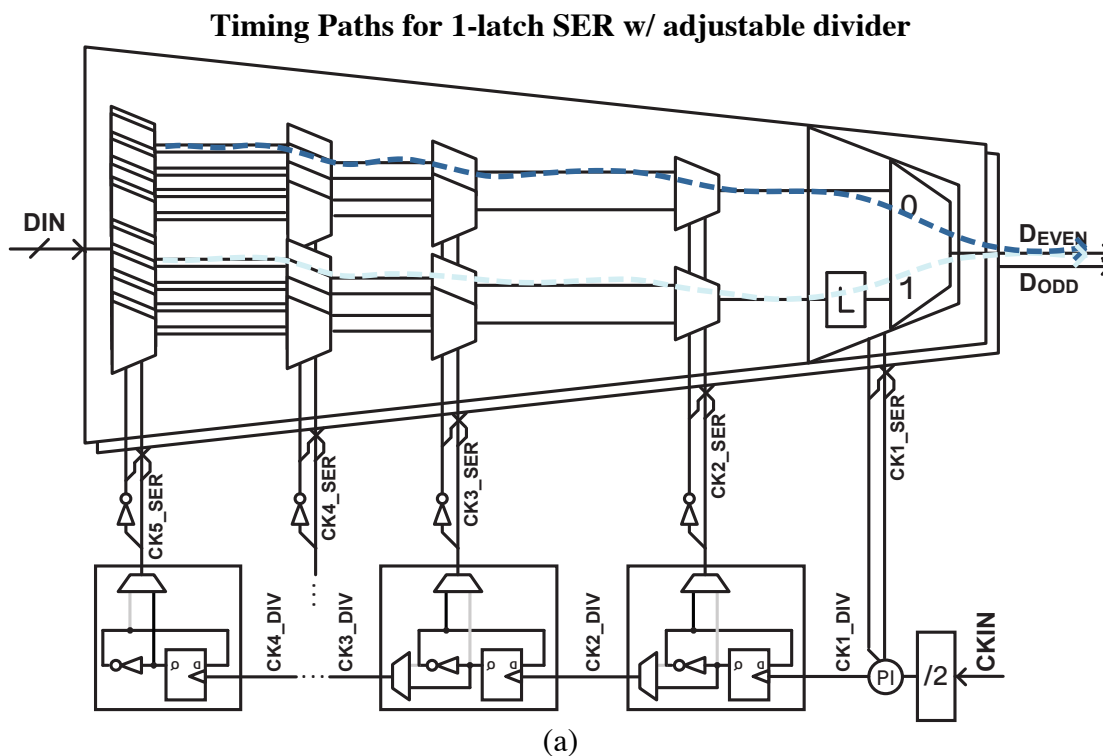 Timing Paths for 1-latch SER w/ adjustable divider
DIN
0
1
L
DEVEN
DODD
CK5_SER
CK4_SER
CK3_SER
CK2_SER
CK1_SER
CK4_DIV
CK3_DIV
CK2_DIV
CK1_DIV
CKIN
D Q
D Q
D Q
PI
/2
(a)